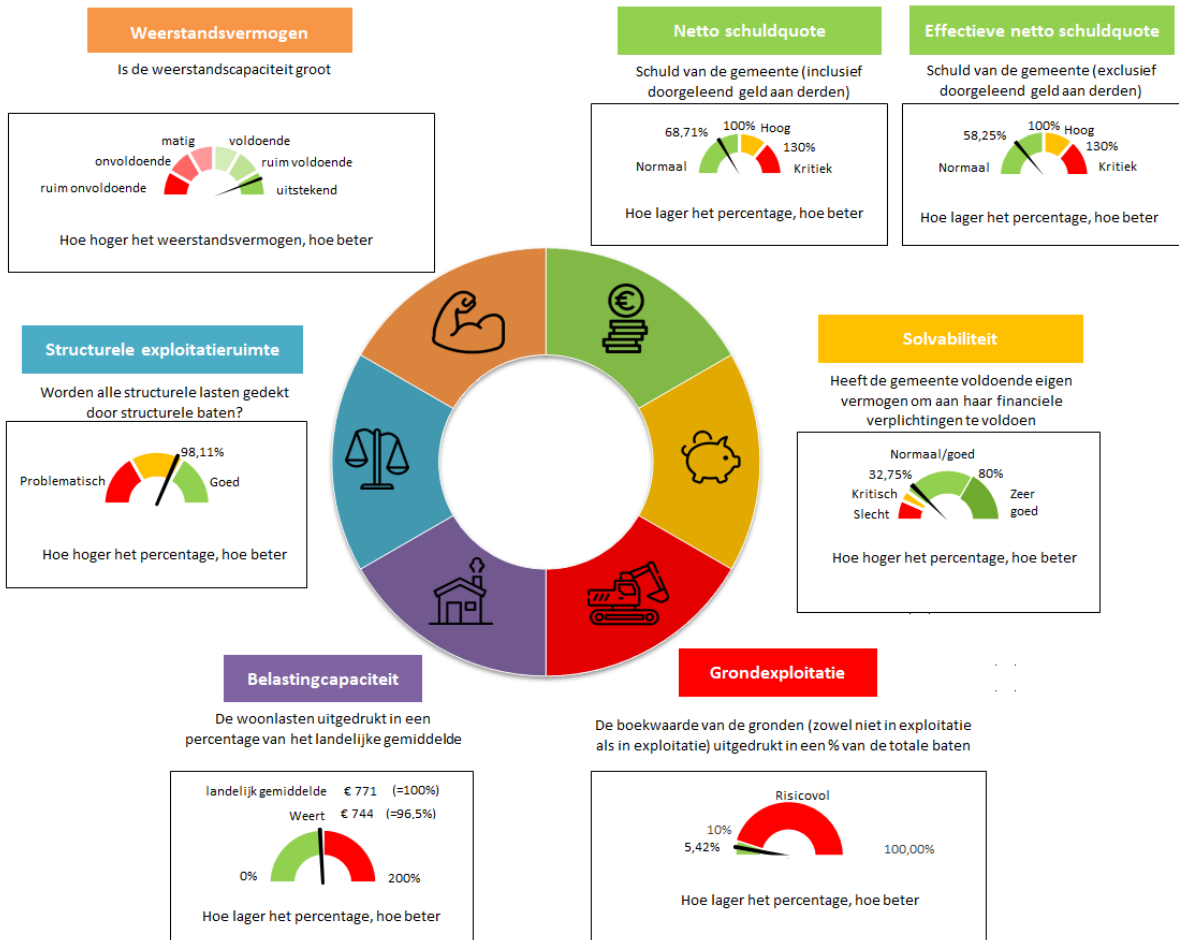 Weerstandsvermogen
Is de weerstandscapaciteit groot
matig
voldoende
onvoldoende
ruim voldoende
ruim onvoldoende
uitstekend
Hoe hoger het weerstandsvermogen, hoe beter
Netto schuldquote
Schuld van de gemeente (inclusief
doorgeleend geld aan derden)
68,71%
100%
Hoog
130%
Normaal
Kritiek
Hoe lager het percentage, hoe beter
Effectieve netto schuldquote
Schuld van de gemeente (exclusief
doorgeleend geld aan derden)
58,25%
100%
Hoog
130%
Normaal
Kritiek
Hoe lager het percentage, hoe beter
Structurele exploitatieruimte
Worden alle structurele lasten gedekt
door structurele baten?
98,11%
Problematisch
Goed
Hoe hoger het percentage, hoe beter
€
Solvabiliteit
Heeft de gemeente voldoende eigen
vermogen om aan haar financiele
verplichtingen te voldoen
Normaal/goed
32,75%
80%
Kritisch
Slecht
Zeer
goed
Hoe hoger het percentage, hoe beter
Belastingcapaciteit
De woonlasten uitgedrukt in een
percentage van het landelijke gemiddelde
landelijk gemiddelde € 771 (=100%)
Weert € 744 (=96,5%)
0%
200%
Hoe lager het percentage, hoe beter
Grondexploitatie
De boekwaarde van de gronden (zowel niet in exploitatie
als in exploitatie) uitgedrukt in een % van de totale baten
Risicovol
10%
5,42%
100,00%
Hoe lager het percentage, hoe beter